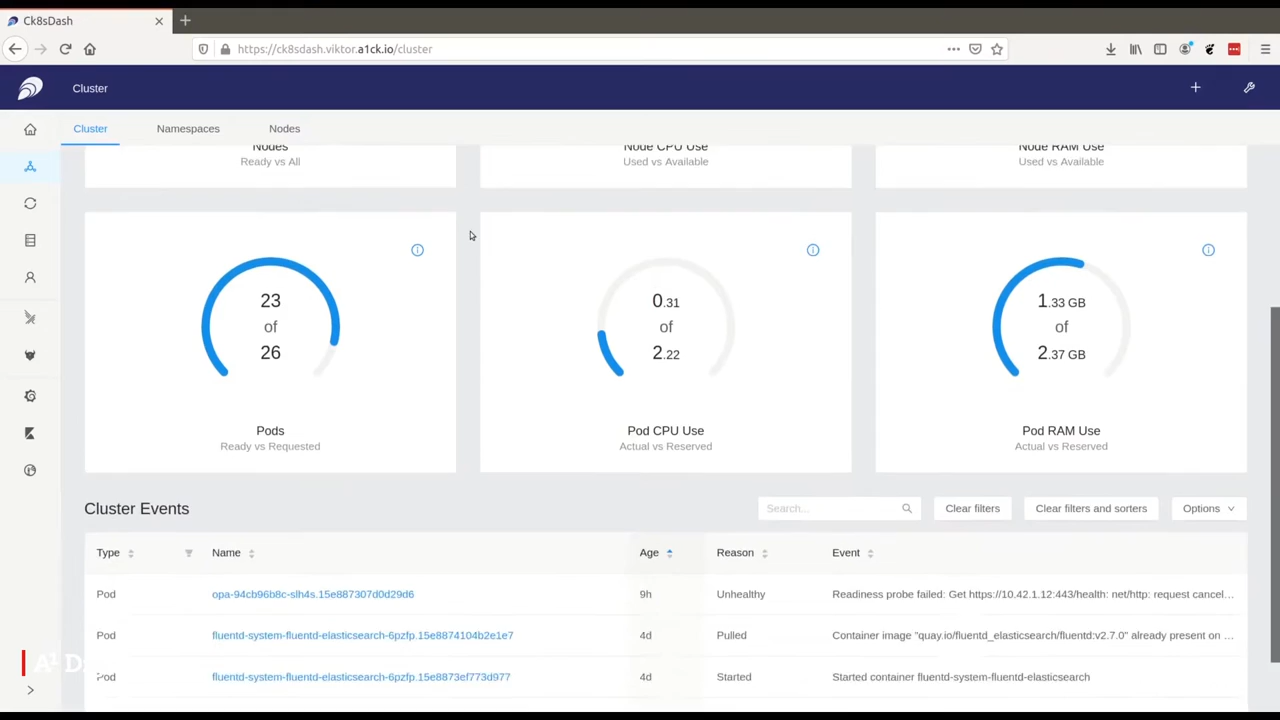 Ck8sDash
https://ck8sdash.viktor.a1ck.io/cluster
Cluster
Cluster Namespaces Nodes
Nodes Node CPU Use Node RAM Use
Ready vs All Used vs Available Used vs Available
23 0.31 1.33 GB
of of of
26 2.22 2.37 GB
Pods Pod CPU Use Pod RAM Use
Ready vs Requested Actual vs Reserved Actual vs Reserved
Cluster Events Search... Clear filters Clear filters and sorters Options
Type Name Age Reason Event
Pod opa-94cb96b8c-slh4s.15e887307d0d29d6 9h Unhealthy Readiness probe failed: Get https://10.42.1.12:443/health: net/http: request cancel...
Pod fluentd-system-fluentd-elasticsearch-6pzfp.15e8874104b2e1e7 4d Pulled Container image "quay.io/fluentd_elasticsearch/fluentd:v2.7.0" already present on ...
Pod fluentd-system-fluentd-elasticsearch-6pzfp.15e8873ef773d977 4d Started Started container fluentd-system-fluentd-elasticsearch